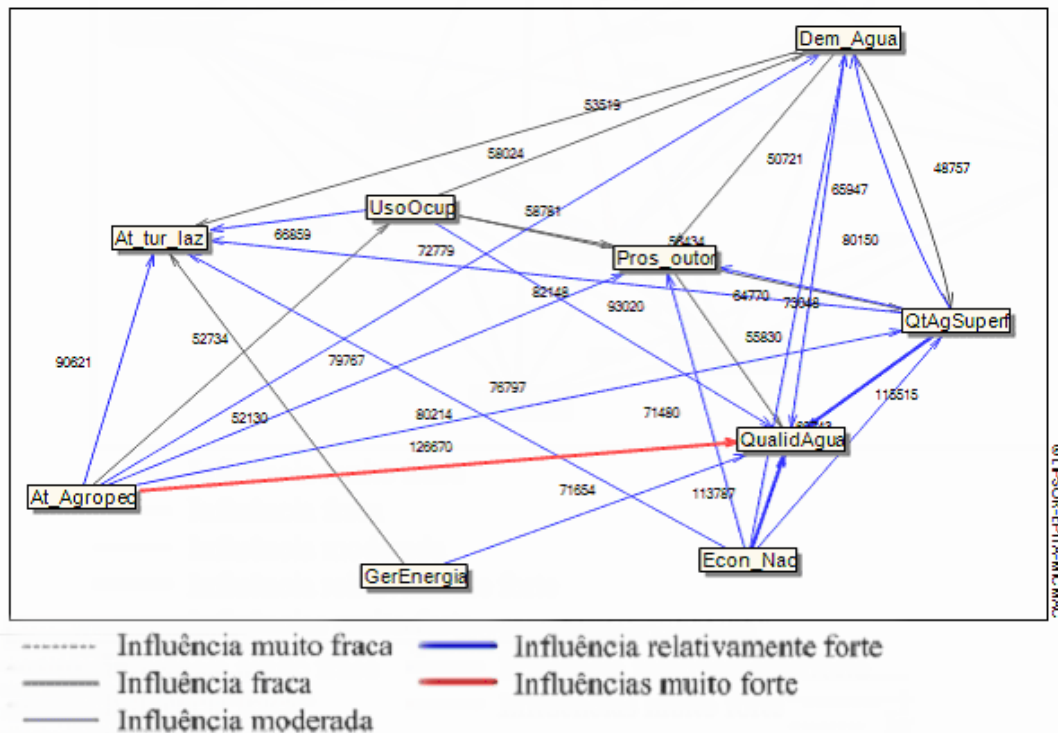 Dem_Agua
53519
58024
50721
48757
65947
UsoOcup
58781
At_tur_laz
66859
72779
Pros_outor
80150
82148
93020
64770
73048
QtAgSuperf
52734
90621
79767
55830
76797
115515
52130
80214
71480
126670
QualidAgua
At_Agropec
71654
113787
GerEnergia
Econ_Nac
Influência muito fraca
Influência relativamente forte
Influência fraca
Influências muito forte
Influência moderada